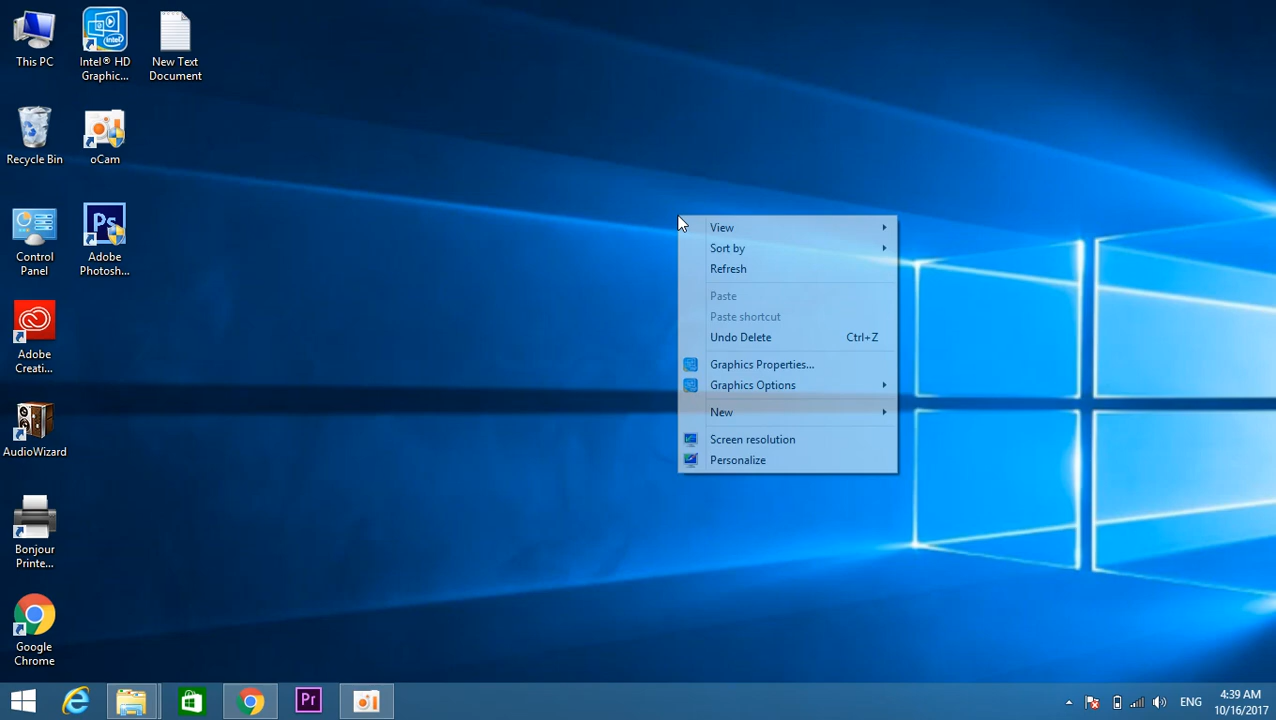 This PC
Intel® HD
Graphic...
New Text
Document
Recycle Bin
oCam
Control
Panel
Ps
Adobe
Photosh...
Adobe
Creati...
AudioWizard
Bonjour
Printe...
Google
Chrome
View
Sort by
Refresh
Paste
Paste shortcut
Undo Delete Ctrl+Z
Graphics Properties...
Graphics Options
New
Screen resolution
Personalize
Pr
ENG
4:39 AM
10/16/2017